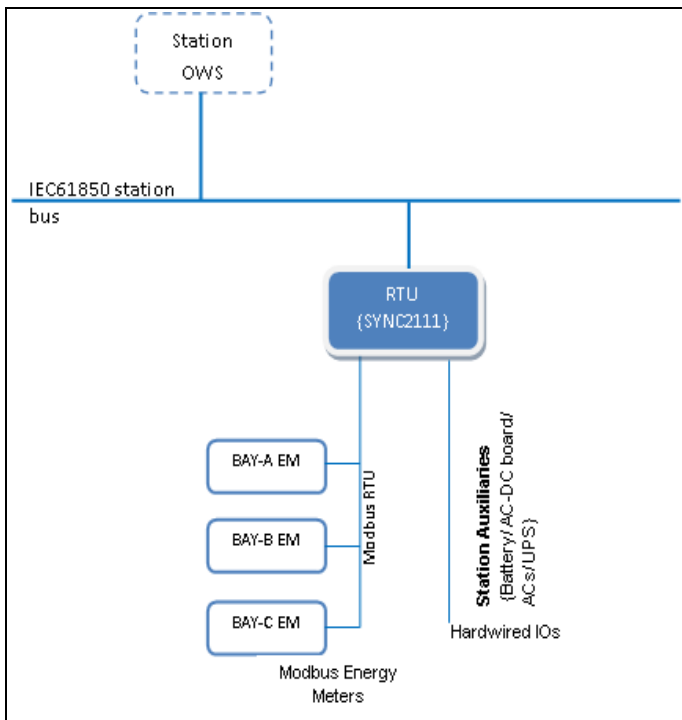 Station
OWS
IEC61850 station
bus
RTU
{SYNC2111}
BAY-A EM
BAY-B EM
BAY-C EM
Modbus RTU
Station Auxiliaries
{Battery/ AC-DC board/
ACs/UPS}
Hardwired IOs
Modbus Energy
Meters